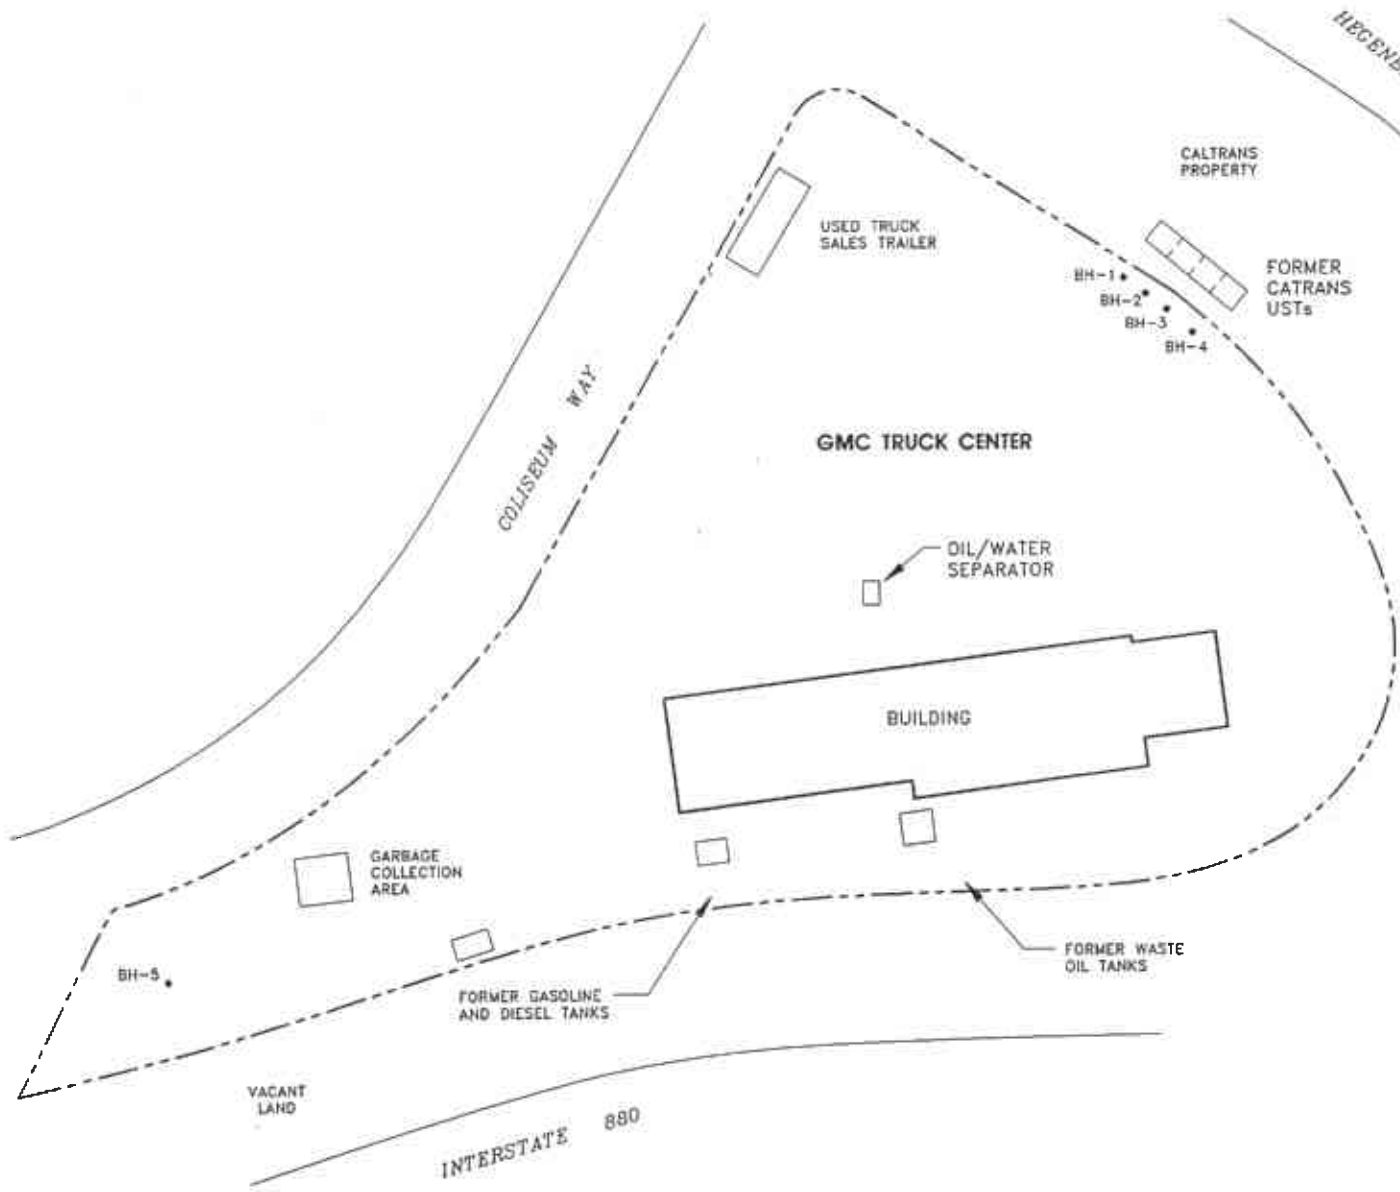 HEGENB
CALTRANS
PROPERTY
USED TRUCK
SALES TRAILER
FORMER
CATRANS
USTs
BH-1
BH-2
BH-3
BH-4
COLISEUM WAY
GMC TRUCK CENTER
OIL/WATER
SEPARATOR
BUILDING
GARBAGE
COLLECTION
AREA
BH-5
FORMER GASOLINE
AND DIESEL TANKS
FORMER WASTE
OIL TANKS
VACANT
LAND
INTERSTATE 880